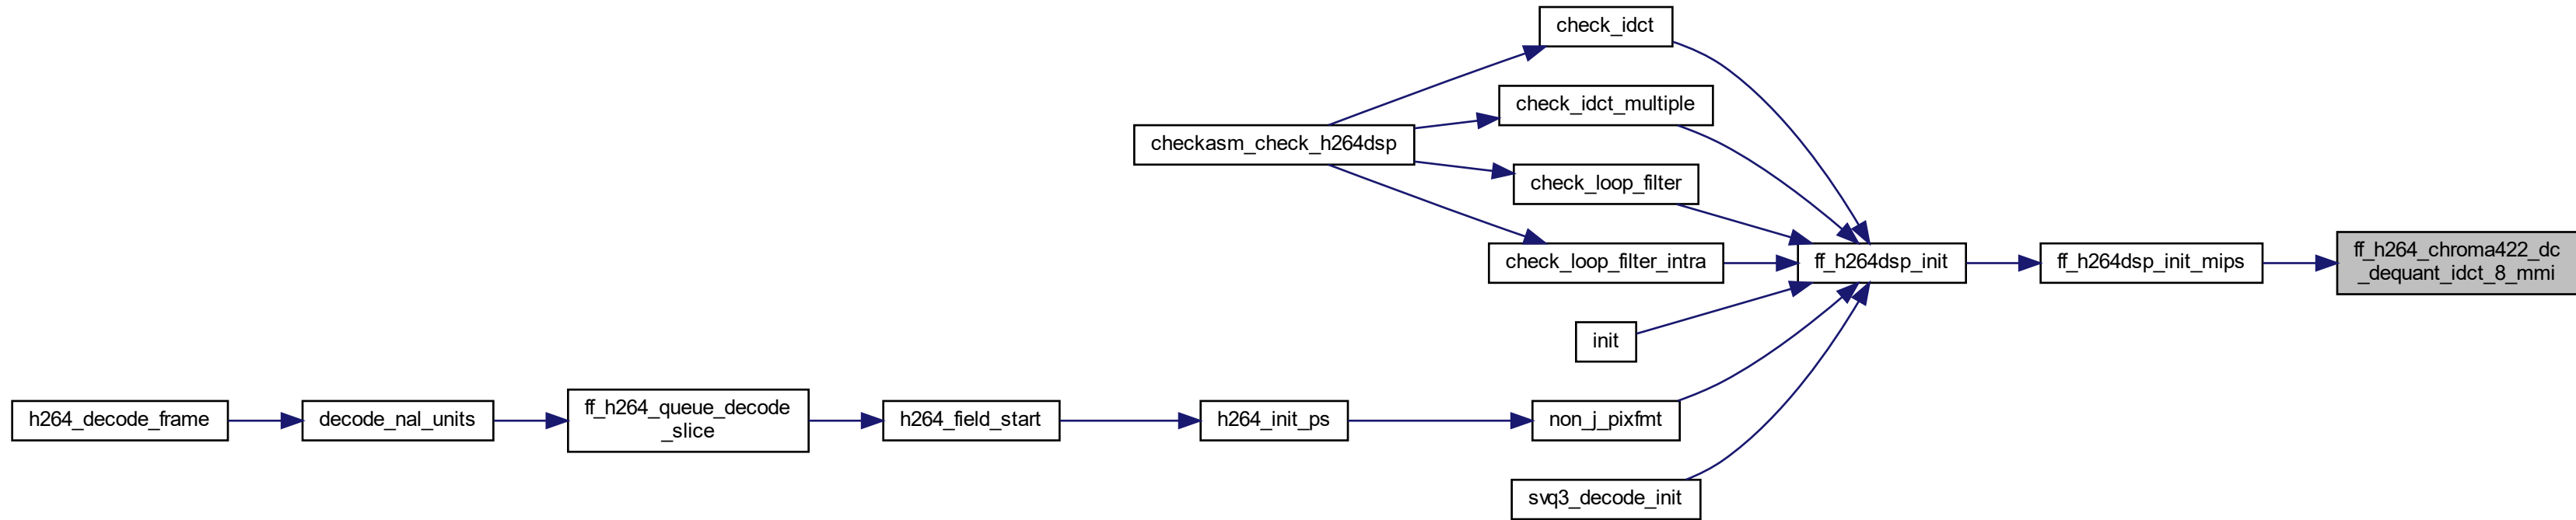 check_idct
check_idct_multiple
checkasm_check_h264dsp
check_loop_filter
check_loop_filter_intra
ff_h264dsp_init
ff_h264dsp_init_mips
ff_h264_chroma422_dc
_dequant_idct_8_mmi
init
h264_decode_frame
decode_nal_units
ff_h264_queue_decode
_slice
h264_field_start
h264_init_ps
non_j_pixfmt
svq3_decode_init